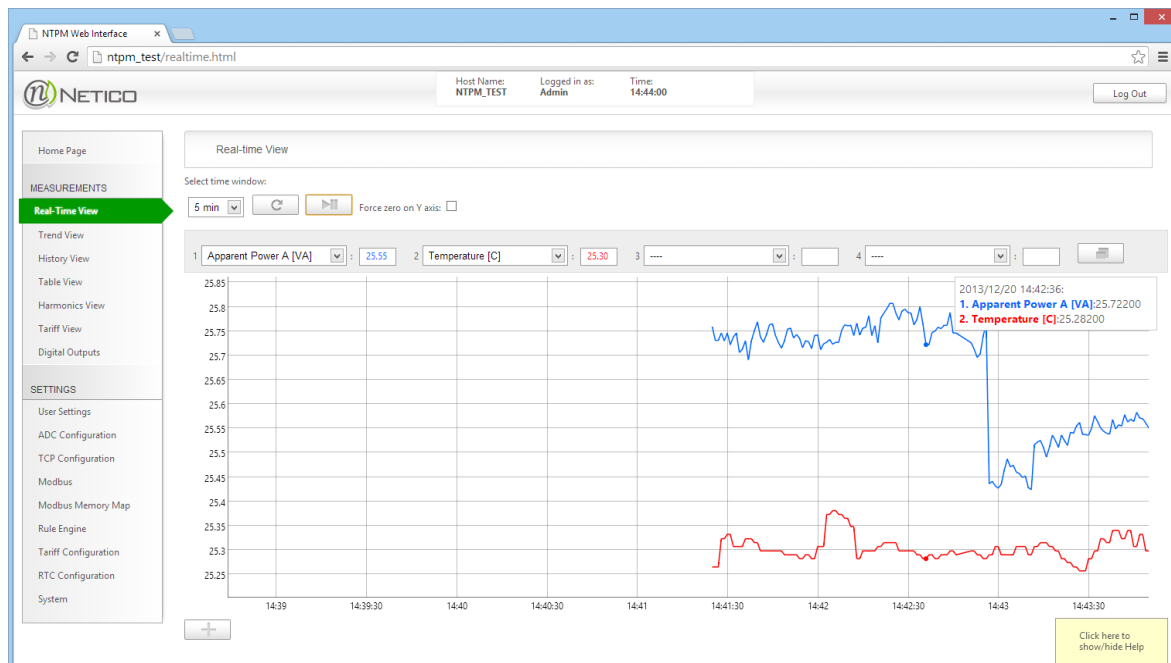 NTPM Web Interface
ntpm_test/realtime.html
NETICO
Host Name: Logged in as: Time:
NTPM_TEST Admin 14:44:00
Log Out
Home Page
MEASUREMENTS
Real-Time View
Trend View
History View
Table View
Harmonics View
Tariff View
Digital Outputs
SETTINGS
User Settings
ADC Configuration
TCP Configuration
Modbus
Modbus Memory Map
Rule Engine
Tariff Configuration
RTC Configuration
System
Real-time View
Select time window:
5 min Force zero on Y axis:
1 Apparent Power A [VA] : 25.55 2 Temperature [C] : 25.30 3 ---- : 4 ---- :
2013/12/20 14:42:36:
1. Apparent Power A [VA]:25.72200
2. Temperature [C]:25.28200
25.85
25.8
25.75
25.7
25.65
25.6
25.55
25.5
25.45
25.4
25.35
25.3
25.25
14:39 14:39:30 14:40 14:40:30 14:41 14:41:30 14:42 14:42:30 14:43 14:43:30
Click here to
show/hide Help